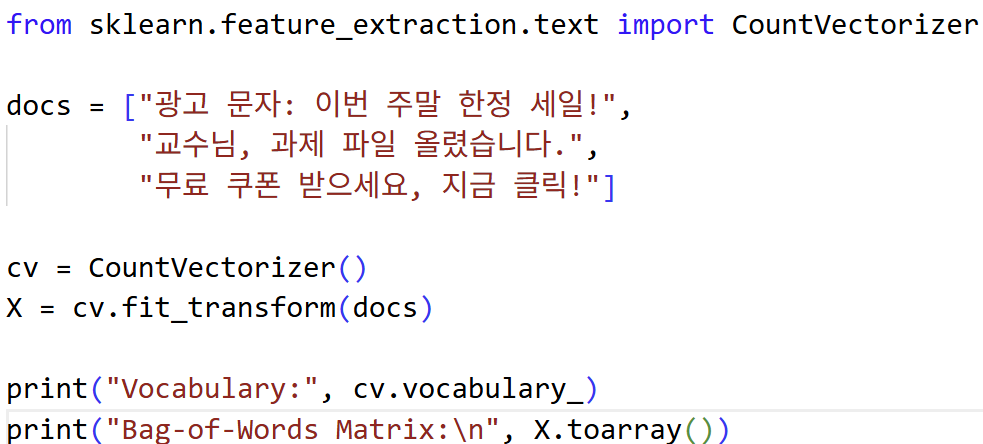 from sklearn.feature_extraction.text import CountVectorizer
docs = ["광고 문자: 이번 주말 한정 세일!",
"교수님, 과제 파일 올렸습니다.",
"무료 쿠폰 받으세요, 지금 클릭!"]
cv = CountVectorizer()
X = cv.fit_transform(docs)
print("Vocabulary:", cv.vocabulary_)
print("Bag-of-Words Matrix:\n", X.toarray())